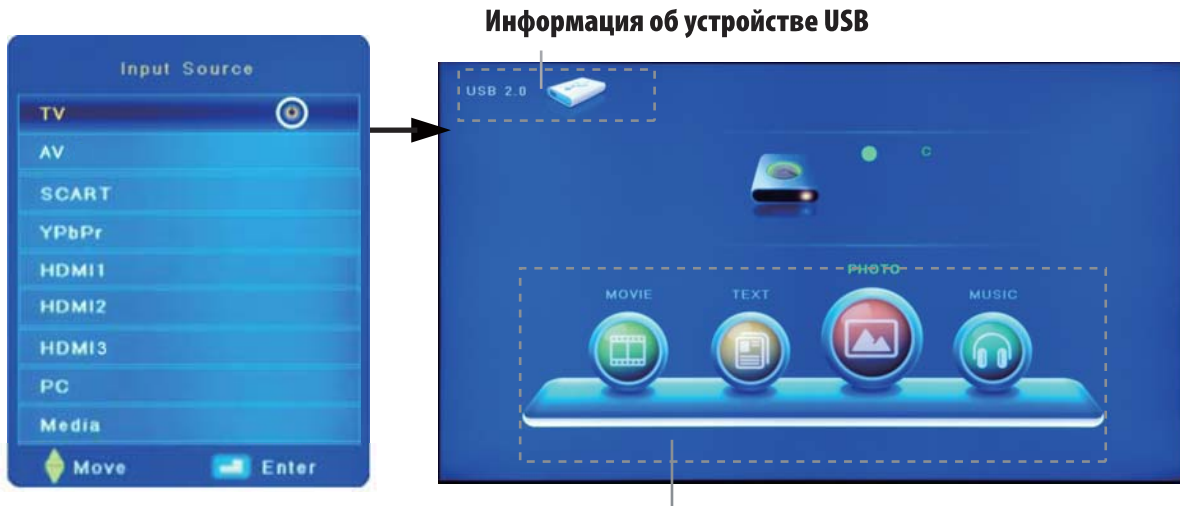 Информация об устройстве USB
Input Source
TV
AV
SCART
YPbPr
HDMI1
HDMI2
HDMI3
PC
Media
Move Enter
USB 2.0
C
PHOTO
MOVIE TEXT MUSIC